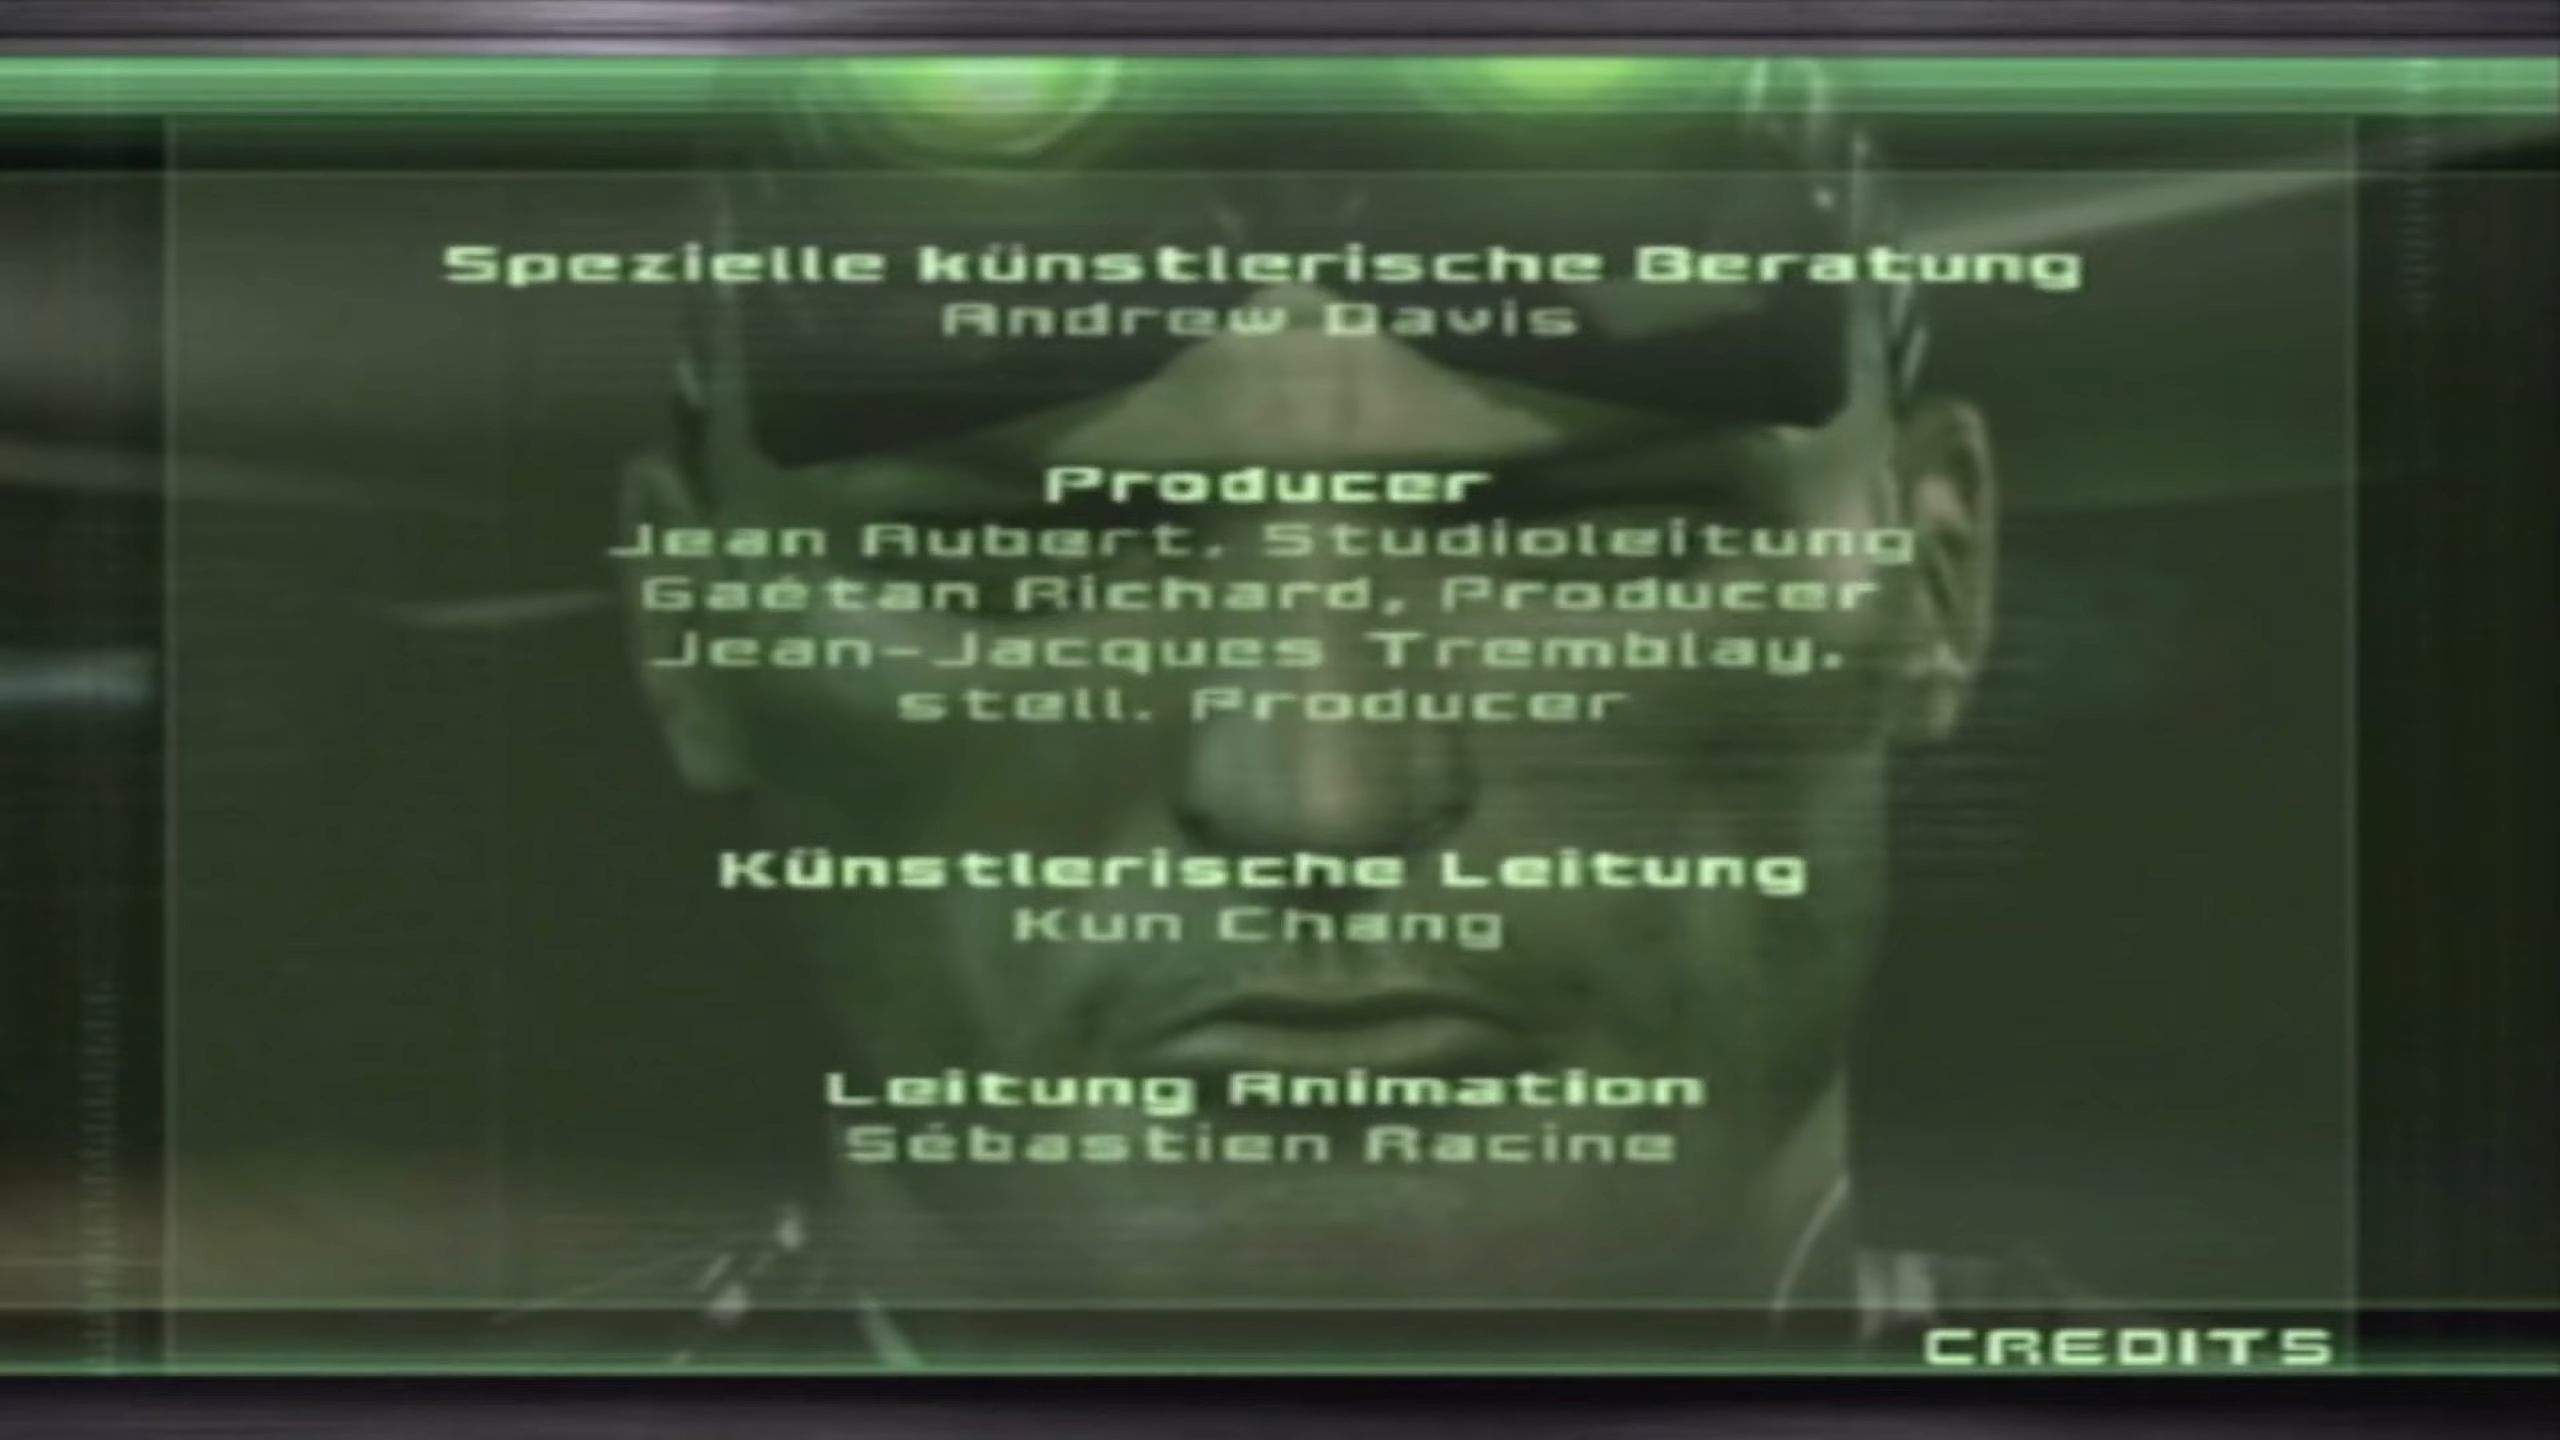 Spezielle künstlerische Beratung
Andrew Davis
Producer
Jean Aubert, Studioleitung
Gaétan Richard, Producer
Jean-Jacques Tremblay,
stell. Producer
Künstlerische Leitung
Kun Chang
Leitung Animation
Sébastien Racine
CREDITS